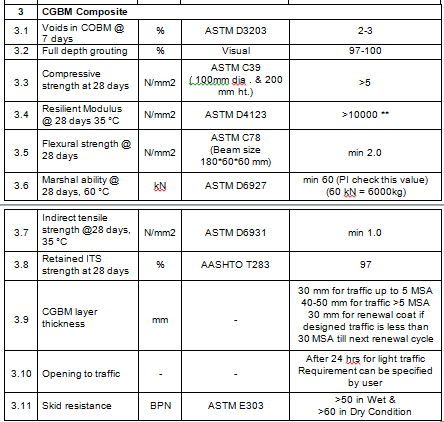 3 CGBM Composite
3.1 Voids in COBM @ 7 days % ASTM D3203 2-3
3.2 Full depth grouting % Visual 97-100
3.3 Compressive strength at 28 days N/mm2 ASTM C39 ( 100mm dia . & 200 mm ht.) >5
3.4 Resilient Modulus @ 28 days 35 °C N/mm2 ASTM D4123 >10000 **
3.5 Flexural strength @ 28 days N/mm2 ASTM C78 (Beam size 180*60*60 mm) min 2.0
3.6 Marshal ability @ 28 days, 60 °C kN ASTM D6927 min 60 (PI check this value) (60 kN = 6000kg)
3.7 Indirect tensile strength @28 days, 35 °C N/mm2 ASTM D6931 min 1.0
3.8 Retained ITS strength at 28 days % AASHTO T283 97
3.9 CGBM layer thickness mm - 30 mm for traffic up to 5 MSA 40-50 mm for traffic >5 MSA 30 mm for renewal coat if designed traffic is less than 30 MSA till next renewal cycle
3.10 Opening to traffic - - After 24 hrs for light traffic Requirement can be specified by user
3.11 Skid resistance BPN ASTM E303 >50 in Wet & >60 in Dry Condition